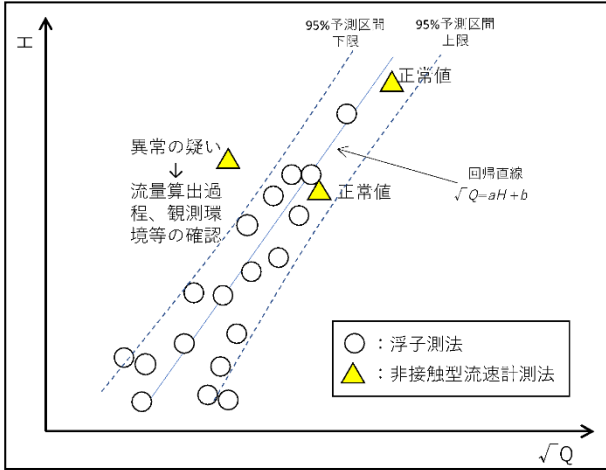 95%予測区間
下限
95%予測区間
上限
エ
正常値
異常の疑い
↓
流量算出過
程、観測環
境等の確認
正常値
回帰直線
√Q=aH+b
○：浮子測法
△：非接触型流速計測法
√Q